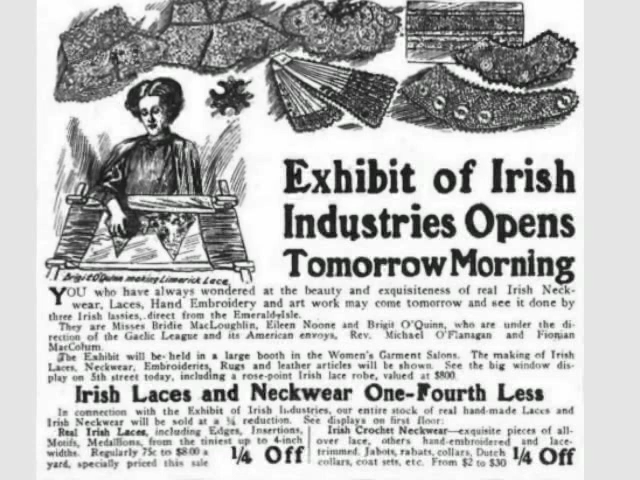 Brigit O'Quinn making Limerick Lace
Exhibit of Irish
Industries Opens
Tomorrow Morning
YOU who have always wondered at the beauty and exquisiteness of real Irish Neck-
wear, Laces, Hand Embroidery and art work may come tomorrow and see it done by
three Irish lassies, direct from the Emerald Isle.
They are Misses Bridie MacLoughlin, Eileen Noone and Brigit O'Quinn, who are under the di-
rection of the Gaelic League and its American envoys, Rev. Michael O'Flanagan and Fionian
MacColum.
The Exhibit will be held in a large booth in the Women's Garment Salons. The making of Irish
Laces, Neckwear, Embroideries, Rugs and leather articles will be shown. See the big window dis-
play on 5th street today, including a rose-point Irish lace robe, valued at $800.
Irish Laces and Neckwear One-Fourth Less
In connection with the Exhibit of Irish Industries, our entire stock of real hand-made Laces and
Irish Neckwear will be sold at a ¼ reduction. See displays on first floor:
Real Irish Laces, including Edges, Insertions,
Motifs, Medallions, from the tiniest up to 4-inch
widths. Regularly 75c to $8.00 a
yard, specially priced this sale 1/4 Off
Irish Crochet Neckwear—exquisite pieces of all-
over lace, others hand-embroidered and lace-
trimmed. Jabots, rabats, collars, Dutch
collars, coat sets, etc. From $2 to $30 1/4 Off